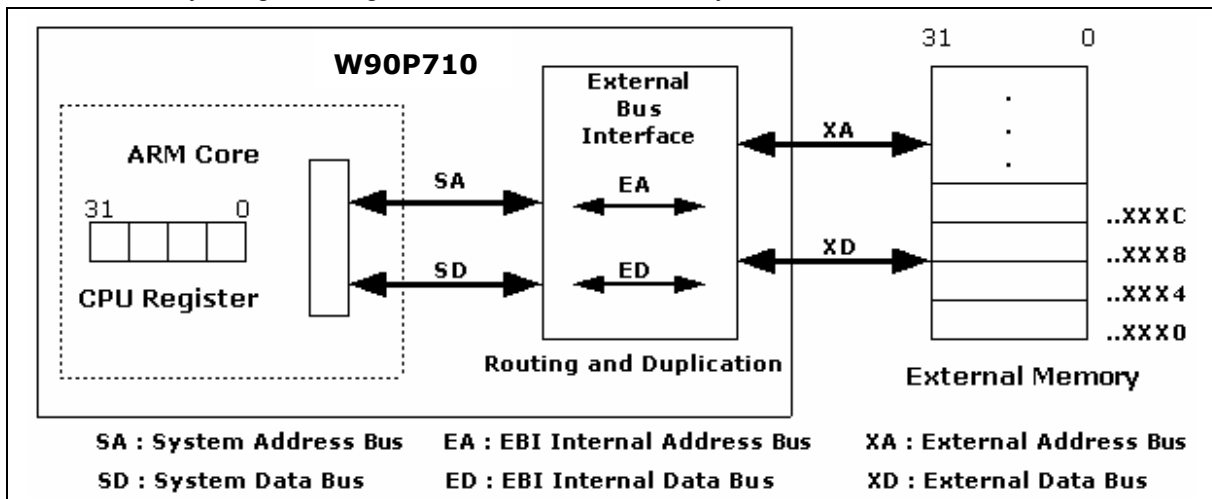 W90P710
ARM Core
31 0
CPU Register
SA
SD
External
Bus
Interface
EA
ED
Routing and Duplication
XA
XD
31 0
..XXXC
..XXX8
..XXX4
..XXX0
External Memory
SA : System Address Bus EA : EBI Internal Address Bus XA : External Address Bus
SD : System Data Bus ED : EBI Internal Data Bus XD : External Data Bus